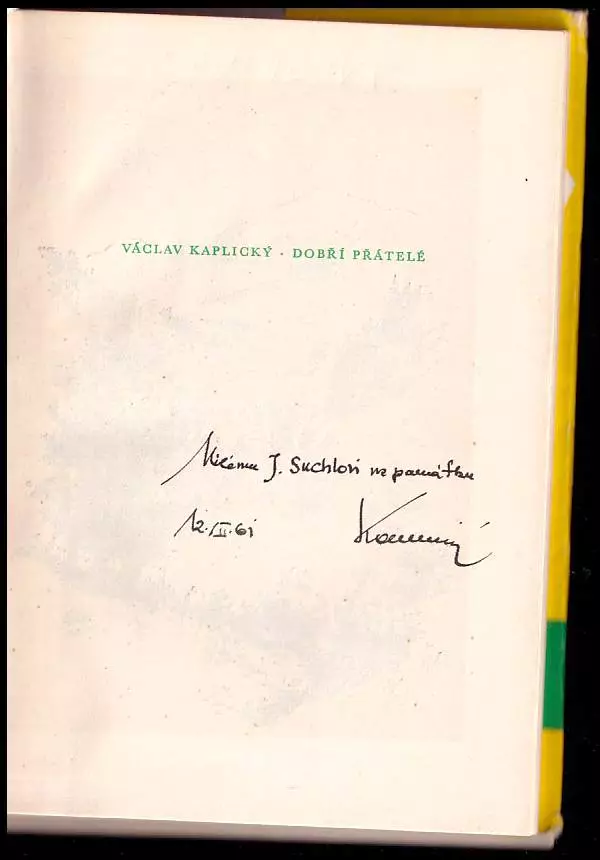 VÁCLAV KAPLICKÝ · DOBŘÍ PŘÁTELÉ
Milému J. Suchlovi na památku
12.II.61